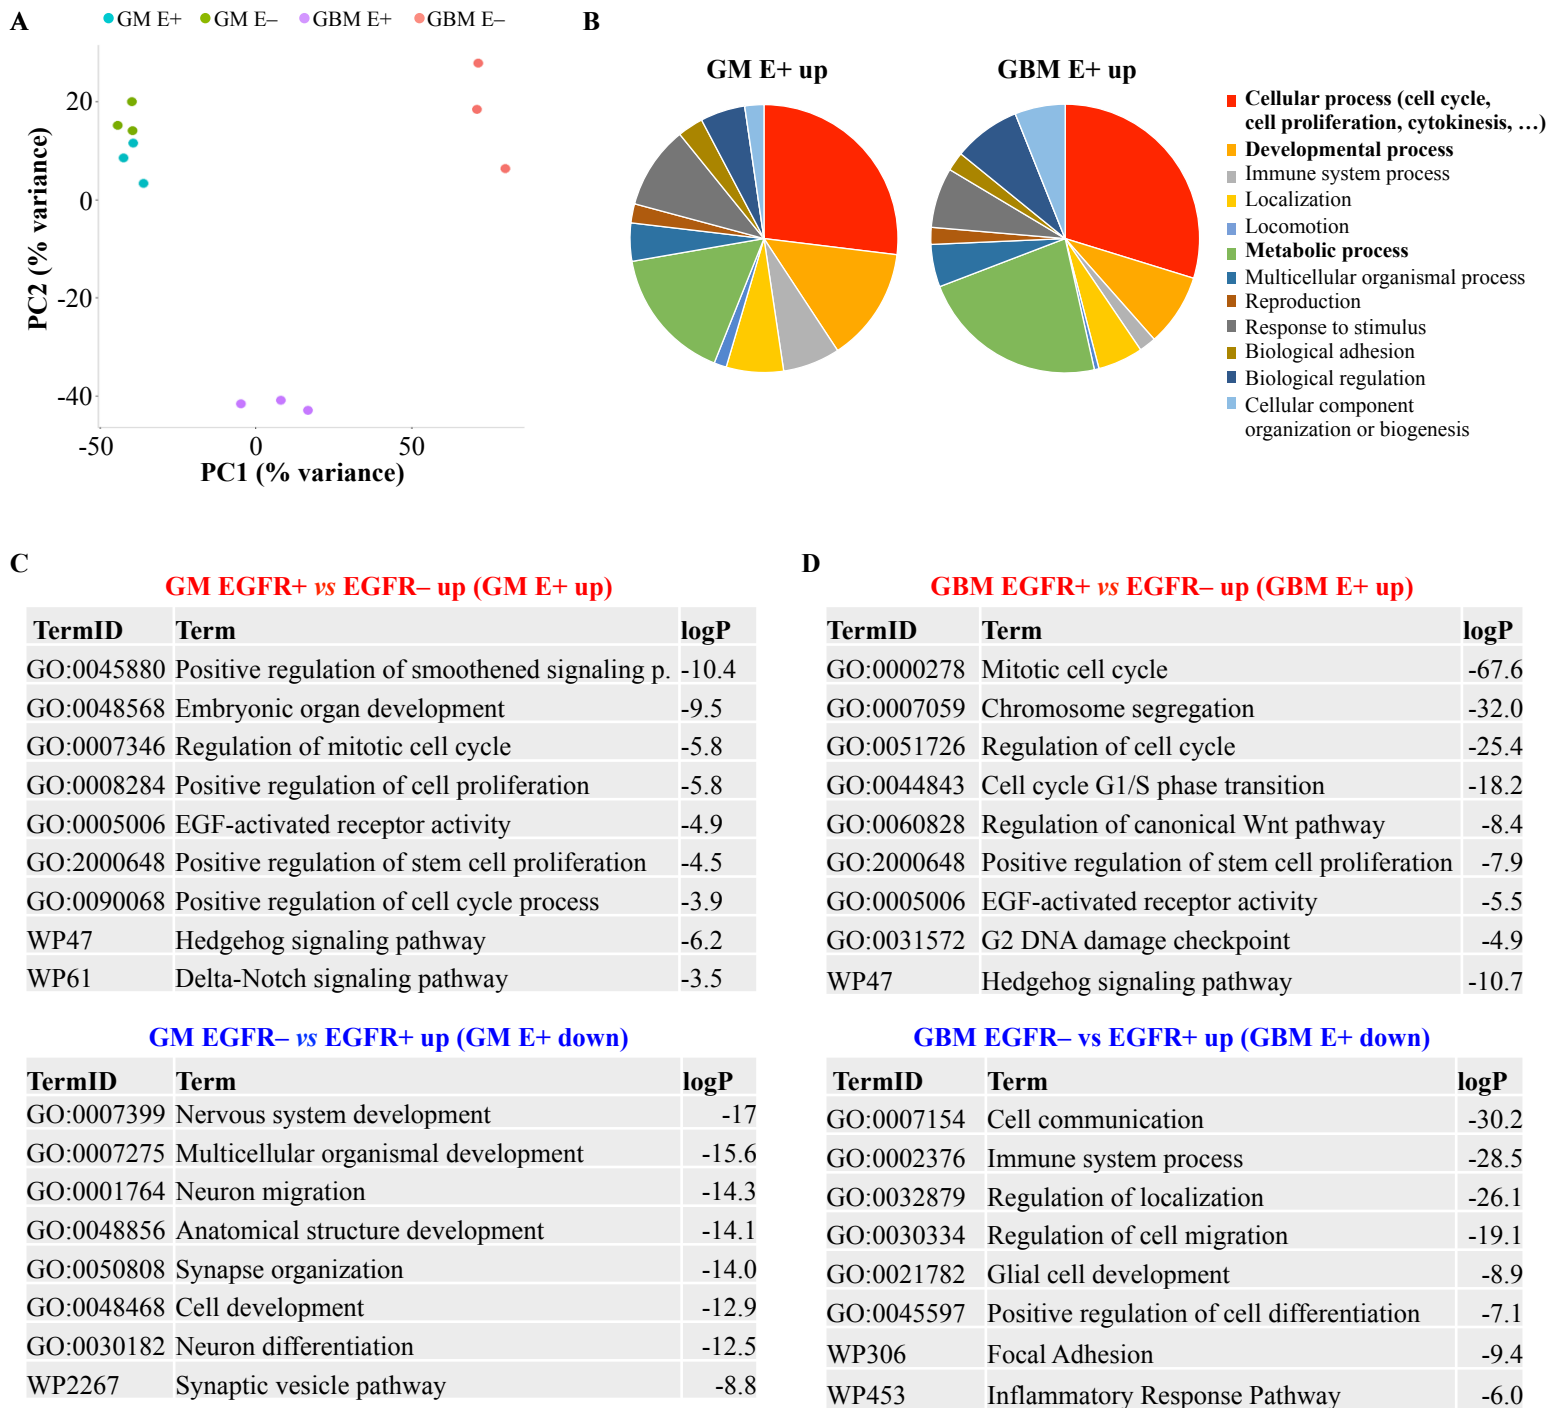 A
GM E+ GM E– GBM E+ GBM E–
20
0
-20
-40
PC2 (% variance)
-50 0 50
PC1 (% variance)
B
GM E+ up
GBM E+ up
Cellular process (cell cycle,
cell proliferation, cytokinesis, …)
Developmental process
Immune system process
Localization
Locomotion
Metabolic process
Multicellular organismal process
Reproduction
Response to stimulus
Biological adhesion
Biological regulation
Cellular component
organization or biogenesis
C
GM EGFR+ vs EGFR– up (GM E+ up)
TermID Term logP
GO:0045880 Positive regulation of smoothened signaling p. -10.4
GO:0048568 Embryonic organ development -9.5
GO:0007346 Regulation of mitotic cell cycle -5.8
GO:0008284 Positive regulation of cell proliferation -5.8
GO:0005006 EGF-activated receptor activity -4.9
GO:2000648 Positive regulation of stem cell proliferation -4.5
GO:0090068 Positive regulation of cell cycle process -3.9
WP47 Hedgehog signaling pathway -6.2
WP61 Delta-Notch signaling pathway -3.5
GM EGFR– vs EGFR+ up (GM E+ down)
TermID Term logP
GO:0007399 Nervous system development -17
GO:0007275 Multicellular organismal development -15.6
GO:0001764 Neuron migration -14.3
GO:0048856 Anatomical structure development -14.1
GO:0050808 Synapse organization -14.0
GO:0048468 Cell development -12.9
GO:0030182 Neuron differentiation -12.5
WP2267 Synaptic vesicle pathway -8.8
D
GBM EGFR+ vs EGFR– up (GBM E+ up)
TermID Term logP
GO:0000278 Mitotic cell cycle -67.6
GO:0007059 Chromosome segregation -32.0
GO:0051726 Regulation of cell cycle -25.4
GO:0044843 Cell cycle G1/S phase transition -18.2
GO:0060828 Regulation of canonical Wnt pathway -8.4
GO:2000648 Positive regulation of stem cell proliferation -7.9
GO:0005006 EGF-activated receptor activity -5.5
GO:0031572 G2 DNA damage checkpoint -4.9
WP47 Hedgehog signaling pathway -10.7
GBM EGFR– vs EGFR+ up (GBM E+ down)
TermID Term logP
GO:0007154 Cell communication -30.2
GO:0002376 Immune system process -28.5
GO:0032879 Regulation of localization -26.1
GO:0030334 Regulation of cell migration -19.1
GO:0021782 Glial cell development -8.9
GO:0045597 Positive regulation of cell differentiation -7.1
WP306 Focal Adhesion -9.4
WP453 Inflammatory Response Pathway -6.0